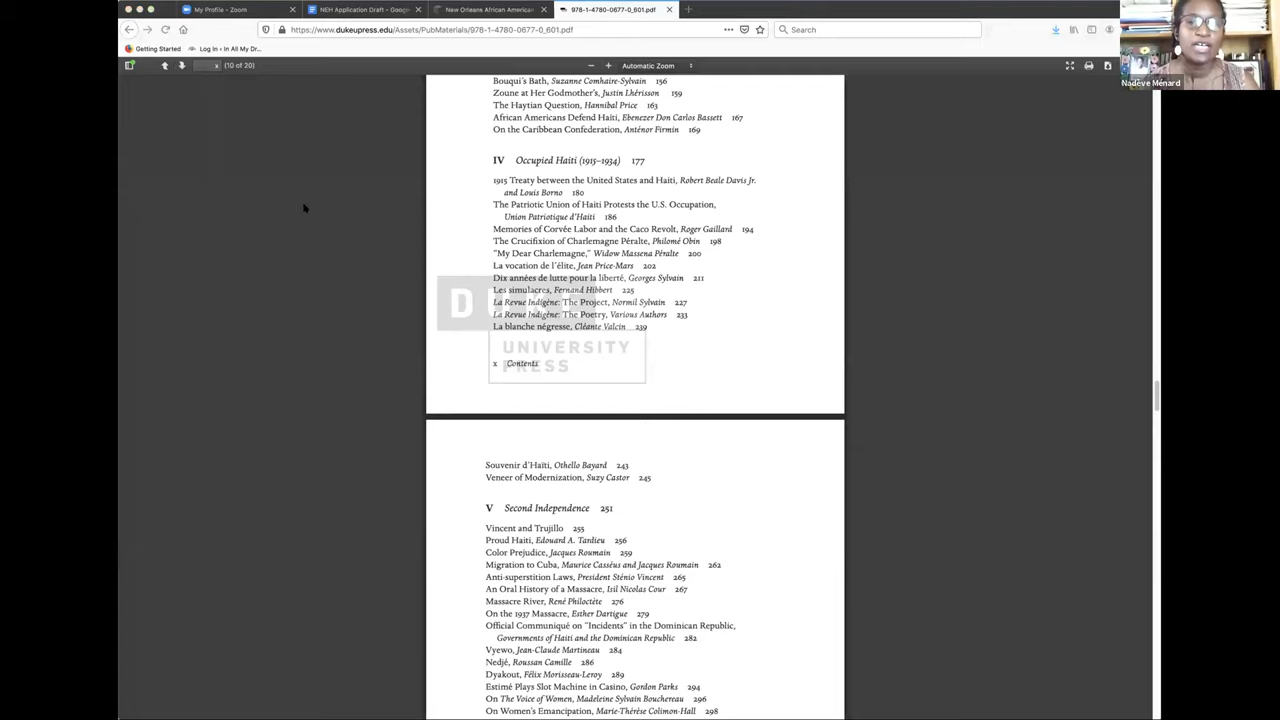 My Profile - Zoom
NEH Application Draft - Googl
New Orleans African American
978-1-4780-0677-0_601.pdf
https://www.dukeupress.edu/Assets/PubMaterials/978-1-4780-0677-0_601.pdf
Search
Getting Started
Log In ‹ In All My Dr...
x (10 of 20)
Automatic Zoom
Nadève Ménard
Bouqui's Bath, Suzanne Comhaire-Sylvain 156
Zoune at Her Godmother's, Justin Lhérisson 159
The Haytian Question, Hannibal Price 163
African Americans Defend Haiti, Ebenezer Don Carlos Bassett 167
On the Caribbean Confederation, Anténor Firmin 169
IV Occupied Haiti (1915–1934) 177
1915 Treaty between the United States and Haiti, Robert Beale Davis Jr.
and Louis Borno 180
The Patriotic Union of Haiti Protests the U.S. Occupation,
Union Patriotique d'Haïti 186
Memories of Corvée Labor and the Caco Revolt, Roger Gaillard 194
The Crucifixion of Charlemagne Péralte, Philomé Obin 198
"My Dear Charlemagne," Widow Massena Péralte 200
La vocation de l'élite, Jean Price-Mars 202
Dix années de lutte pour la liberté, Georges Sylvain 211
Les simulacres, Fernand Hibbert 225
La Revue Indigène: The Project, Normil Sylvain 227
La Revue Indigène: The Poetry, Various Authors 233
La blanche négresse, Cléante Valcin 239
DUKE
UNIVERSITY
PRESS
x Contents
Souvenir d'Haïti, Othello Bayard 243
Veneer of Modernization, Suzy Castor 245
V Second Independence 251
Vincent and Trujillo 255
Proud Haiti, Edouard A. Tardieu 256
Color Prejudice, Jacques Roumain 259
Migration to Cuba, Maurice Casséus and Jacques Roumain 262
Anti-superstition Laws, President Sténio Vincent 265
An Oral History of a Massacre, Isil Nicolas Cour 267
Massacre River, René Philoctète 276
On the 1937 Massacre, Esther Dartigue 279
Official Communiqué on "Incidents" in the Dominican Republic,
Governments of Haiti and the Dominican Republic 282
Vyewo, Jean-Claude Martineau 284
Nedjé, Roussan Camille 286
Dyakout, Félix Morisseau-Leroy 289
Estimé Plays Slot Machine in Casino, Gordon Parks 294
On The Voice of Women, Madeleine Sylvain Bouchereau 296
On Women's Emancipation, Marie-Thérèse Colimon-Hall 298